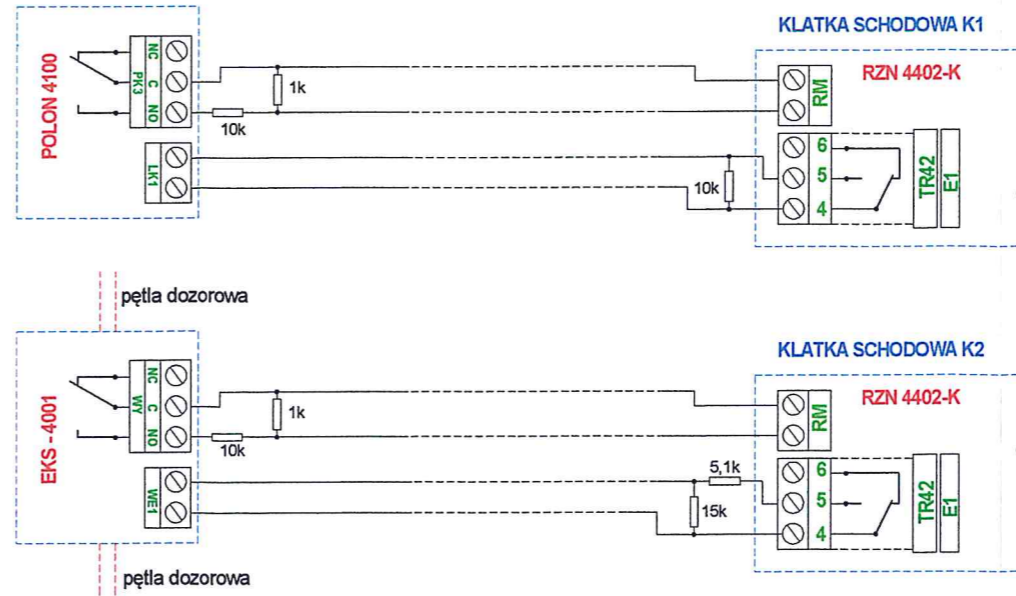 KLATKA SCHODOWA K1
POLON 4100
NC
C
NO
PK3
1k
10k
RM
RZN 4402-K
LK1
10k
6
5
4
TR42
E1
pętla dozorowa
KLATKA SCHODOWA K2
EKS - 4001
NC
C
NO
WY
1k
10k
RM
RZN 4402-K
WE1
5,1k
15k
6
5
4
TR42
E1
pętla dozorowa